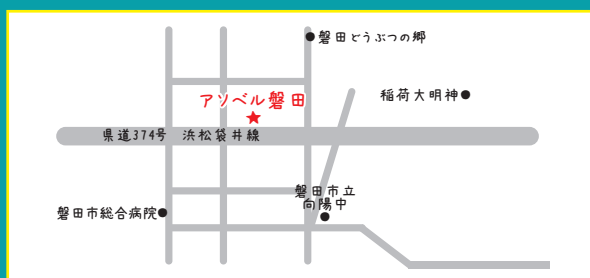 磐田どうぶつの郷
アソベル磐田
稲荷大明神
県道374号 浜松袋井線
磐田市立
向陽中
磐田市総合病院